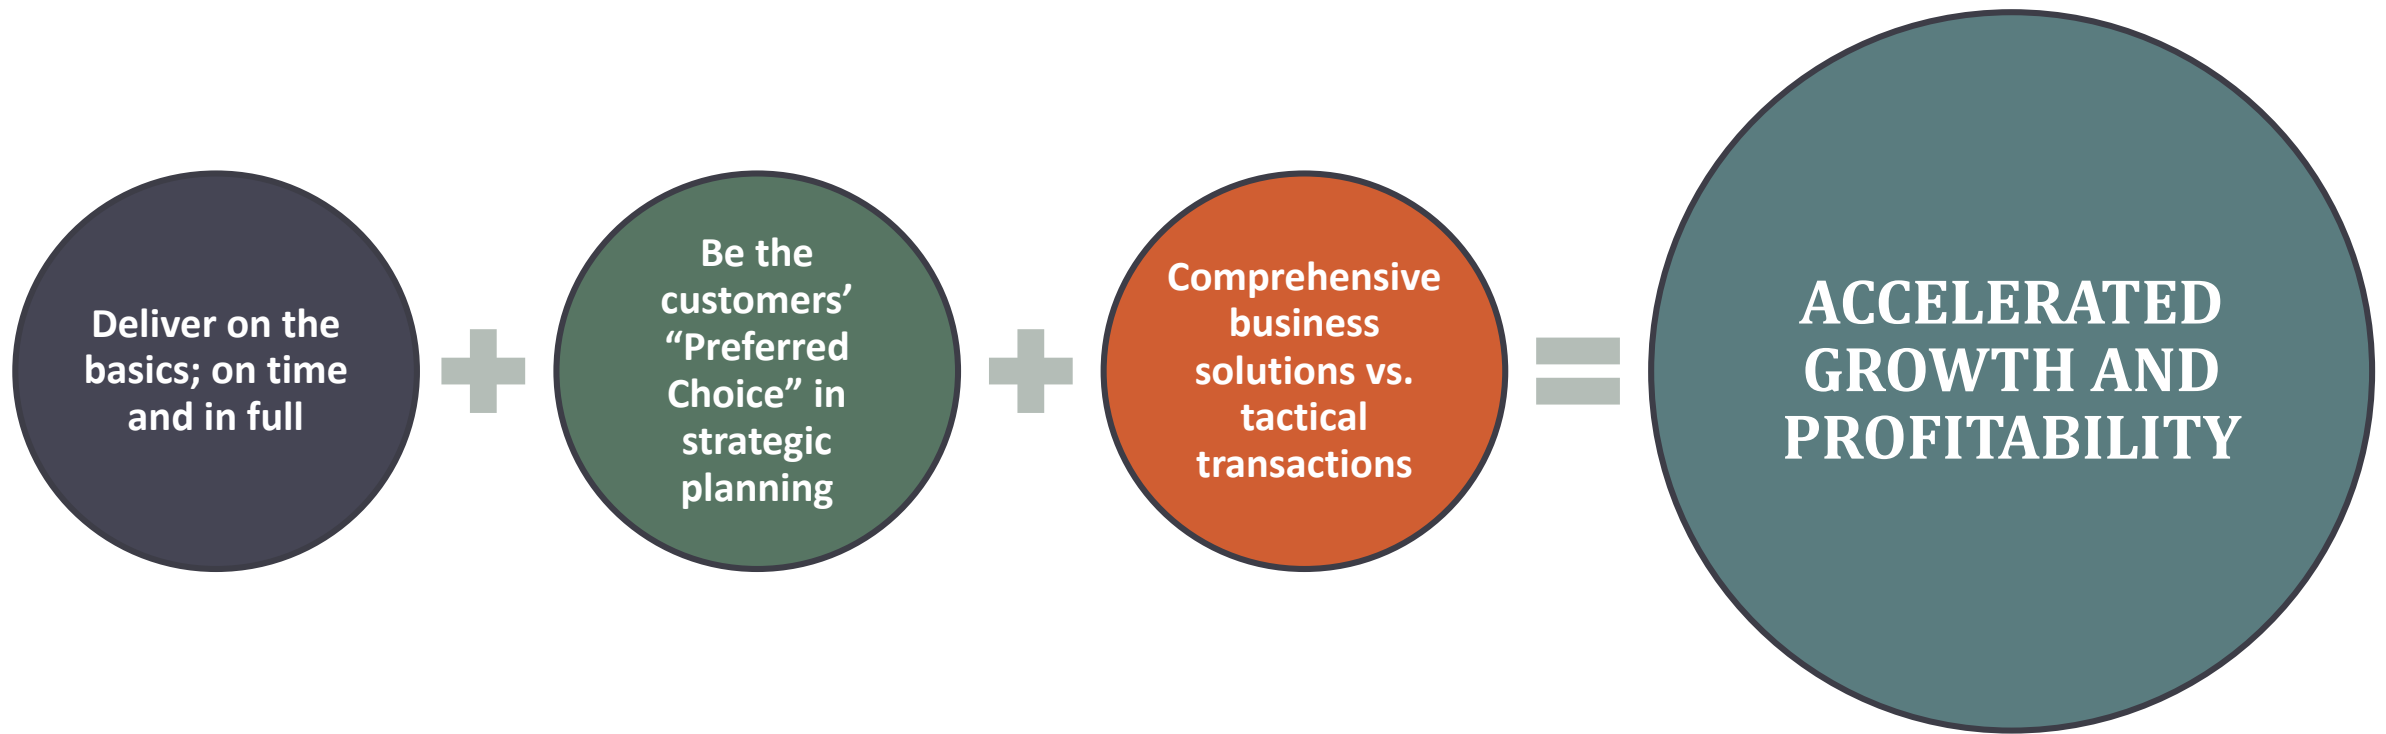 Deliver on the
basics; on time
and in full
Be the
customers’
“Preferred
Choice” in
strategic
planning
Comprehensive
business
solutions vs.
tactical
transactions
ACCELERATED
GROWTH AND
PROFITABILITY